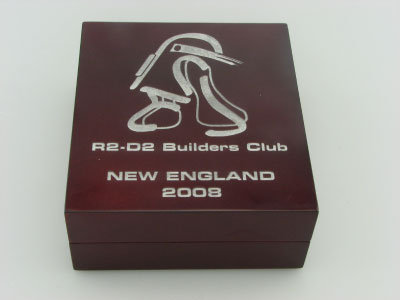 R2-D2 Builders Club
NEW ENGLAND
2008